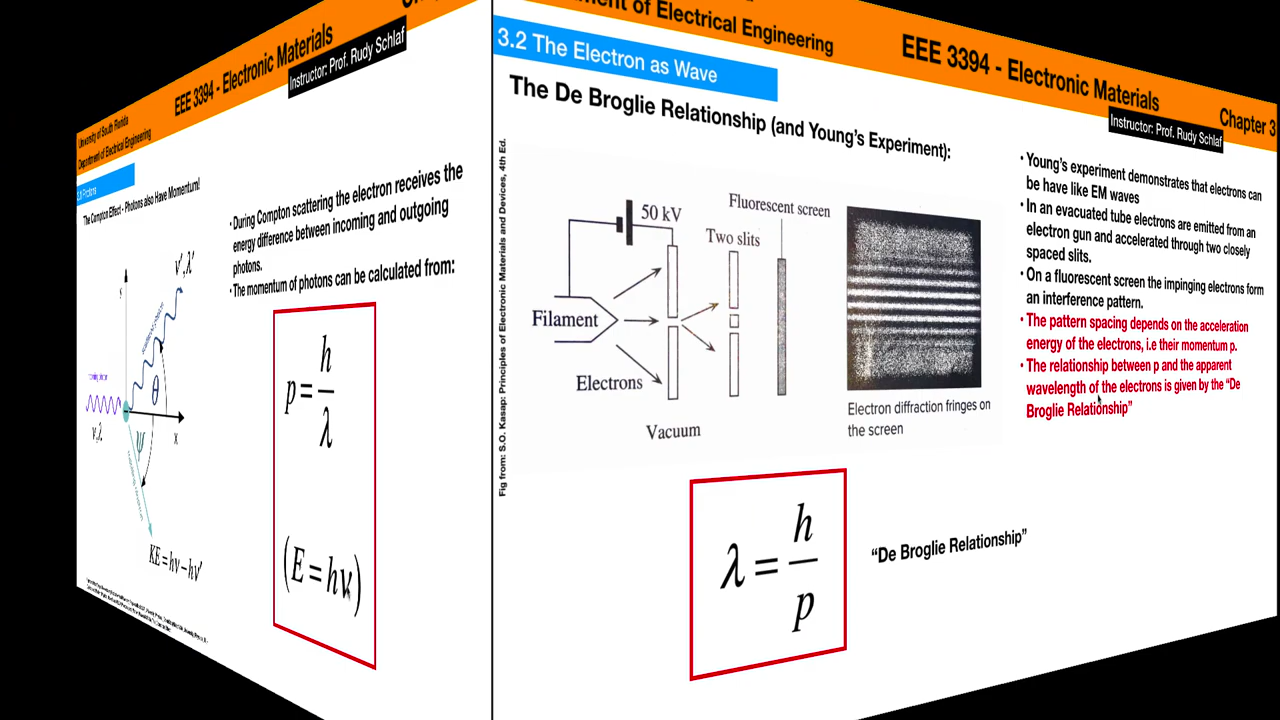 University of South Florida
Department of Electrical Engineering
EEE 3394 - Electronic Materials
Instructor: Prof. Rudy Schlaf
3.1 Photons
The Compton Effect - Photons also Have Momentum!
• During Compton scattering the electron receives the
energy difference between incoming and outgoing
photons.
• The momentum of photons can be calculated from:
ν', λ'
y
θ
ψ
x
ν, λ
KE = hν – hν'
p = h/λ
(E = hν)
ment of Electrical Engineering
EEE 3394 - Electronic Materials
Chapter 3
Instructor: Prof. Rudy Schlaf
3.2 The Electron as Wave
The De Broglie Relationship (and Young's Experiment):
Fig from: S.O. Kasap: Principles of Electronic Materials and Devices, 4th Ed.
50 kV
Fluorescent screen
Two slits
Filament
Electrons
Vacuum
Electron diffraction fringes on
the screen
• Young's experiment demonstrates that electrons can
be have like EM waves
• In an evacuated tube electrons are emitted from an
electron gun and accelerated through two closely
spaced slits.
• On a fluorescent screen the impinging electrons form
an interference pattern.
• The pattern spacing depends on the acceleration
energy of the electrons, i.e their momentum p.
• The relationship between p and the apparent
wavelength of the electrons is given by the "De
Broglie Relationship"
λ = h/p
"De Broglie Relationship"